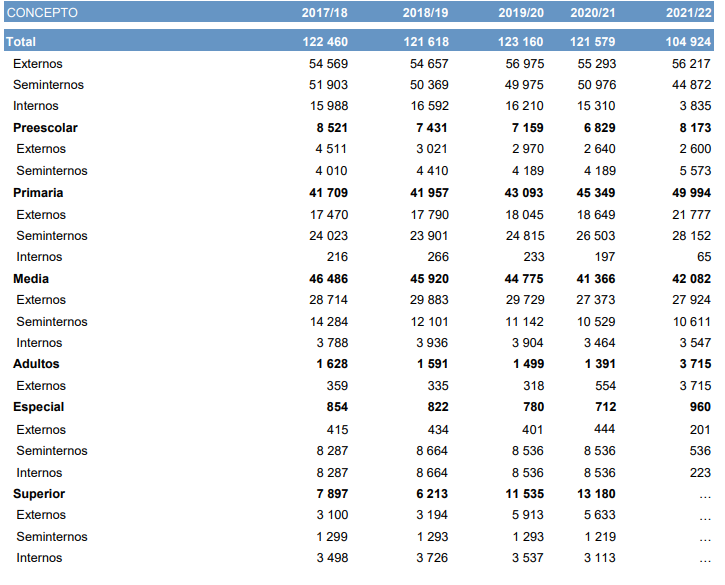 CONCEPTO 2017/18 2018/19 2019/20 2020/21 2021/22
Total 122 460 121 618 123 160 121 579 104 924
Externos 54 569 54 657 56 975 55 293 56 217
Seminternos 51 903 50 369 49 975 50 976 44 872
Internos 15 988 16 592 16 210 15 310 3 835
Preescolar 8 521 7 431 7 159 6 829 8 173
Externos 4 511 3 021 2 970 2 640 2 600
Seminternos 4 010 4 410 4 189 4 189 5 573
Primaria 41 709 41 957 43 093 45 349 49 994
Externos 17 470 17 790 18 045 18 649 21 777
Seminternos 24 023 23 901 24 815 26 503 28 152
Internos 216 266 233 197 65
Media 46 486 45 920 44 775 41 366 42 082
Externos 28 714 29 883 29 729 27 373 27 924
Seminternos 14 284 12 101 11 142 10 529 10 611
Internos 3 788 3 936 3 904 3 464 3 547
Adultos 1 628 1 591 1 499 1 391 3 715
Externos 359 335 318 554 3 715
Especial 854 822 780 712 960
Externos 415 434 401 444 201
Seminternos 8 287 8 664 8 536 8 536 536
Internos 8 287 8 664 8 536 8 536 223
Superior 7 897 6 213 11 535 13 180 …
Externos 3 100 3 194 5 913 5 633 …
Seminternos 1 299 1 293 1 293 1 219 …
Internos 3 498 3 726 3 537 3 113 …